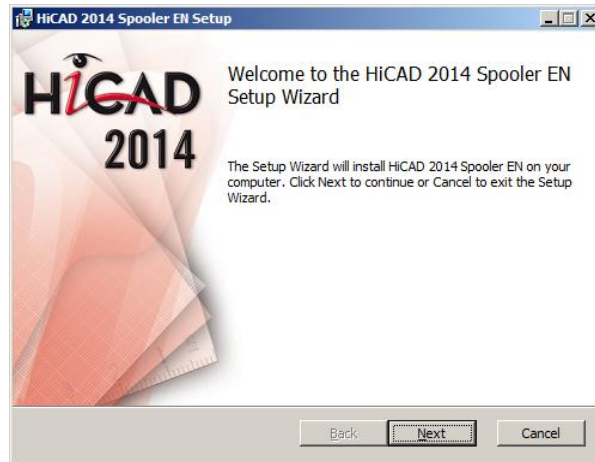 HiCAD 2014 Spooler EN Setup
HiCAD
2014
Welcome to the HiCAD 2014 Spooler EN
Setup Wizard
The Setup Wizard will install HiCAD 2014 Spooler EN on your
computer. Click Next to continue or Cancel to exit the Setup
Wizard.
Back Next Cancel